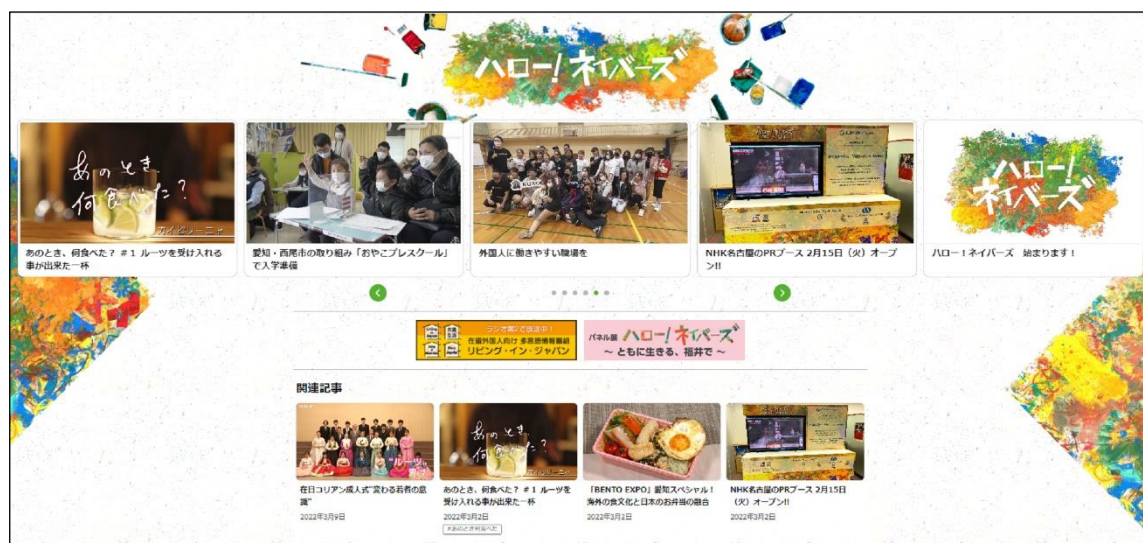 ハロー!ネイバーズ
あのとき
何食べた?
カイピリーニャ
ハロー!
ネイバーズ
あのとき、何食べた? #1 ルーツを受け入れる
事が出来た一杯
愛知・西尾市の取り組み「おやこプレスクール」
で入学準備
外国人に働きやすい職場を
NHK名古屋のPRブース 2月15日(火)オープ
ン!!
ハロー!ネイバーズ 始まります!
ラジオ第2で放送中!
在留外国人向け 多言語情報番組
リビング・イン・ジャパン
パネル展 ハロー!ネイバーズ
～ ともに生きる、福井で ～
関連記事
あのとき
何食べた?
在日コリアン成人式“変わる若者の意
識”
2022年3月9日
あのとき、何食べた? #1 ルーツを
受け入れる事が出来た一杯
2022年3月2日
#あのとき何食べた
「BENTO EXPO」愛知スペシャル!
海外の食文化と日本のお弁当の融合
2022年3月2日
NHK名古屋のPRブース 2月15日
(火)オープン!!
2022年3月2日